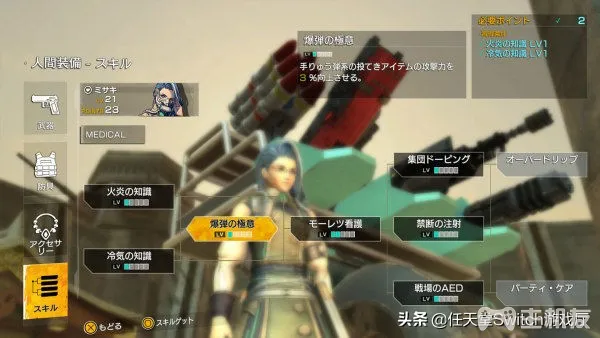 人間装備 - スキル
ミサキ
LV 21
23
MEDICAL
武器
防具
アクセサリー
スキル
爆弾の極意
手りゅう弾系の投てきアイテムの攻撃力を
3 %向上させる。
必要ポイント ✓ 2
火炎の知識 LV1
冷気の知識 LV1
火炎の知識
LV
冷気の知識
LV
爆弾の極意
LV
モーレツ看護
LV
集団ドーピング
LV
オーバードリップ
禁断の注射
LV
戦場のAED
LV
パーティ・ケア
もどる
スキルゲット
头条@任天堂Switch游戏
主机友